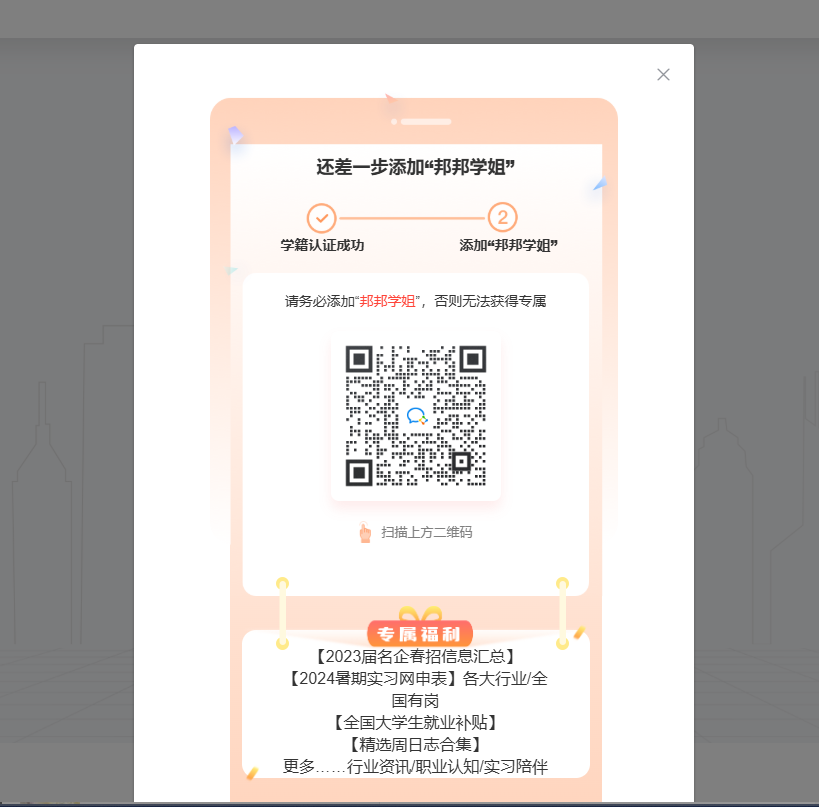 还差一步添加“邦邦学姐”
2
学籍认证成功
添加“邦邦学姐”
请务必添加“邦邦学姐”，否则无法获得专属
扫描上方二维码
专属福利
【2023届名企春招信息汇总】
【2024暑期实习网申表】各大行业/全
国有岗
【全国大学生就业补贴】
【精选周日志合集】
更多……行业资讯/职业认知/实习陪伴